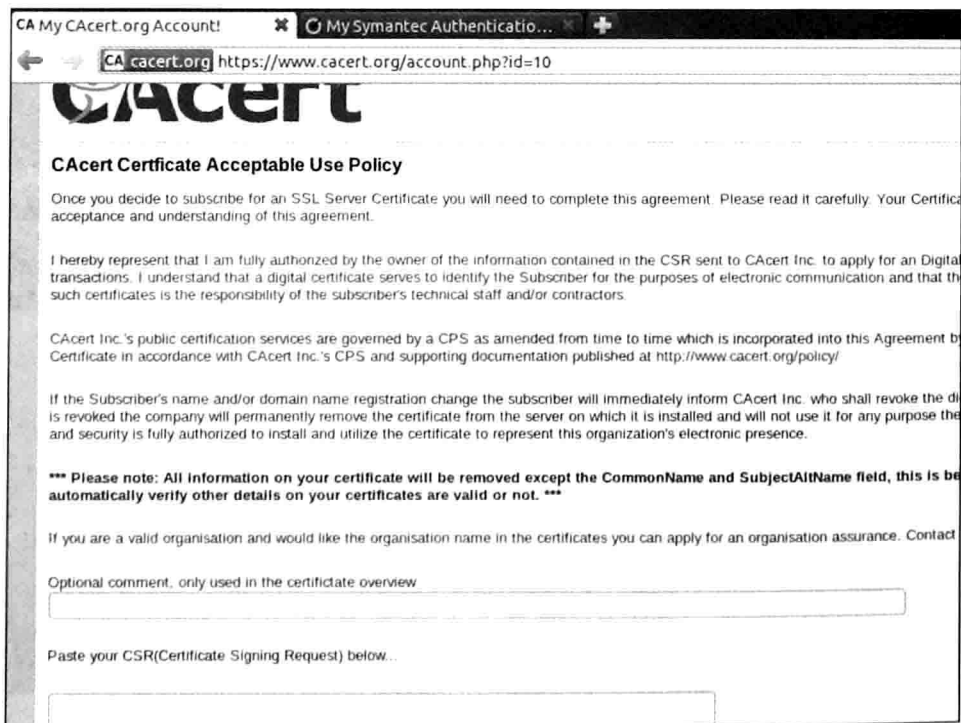 CA My CAcert.org Account!
My Symantec Authenticatio...
CA cacert.org https://www.cacert.org/account.php?id=10
CAcert
CAcert Certficate Acceptable Use Policy
Once you decide to subscribe for an SSL Server Certificate you will need to complete this agreement. Please read it carefully. Your Certifica
acceptance and understanding of this agreement.
I hereby represent that I am fully authorized by the owner of the information contained in the CSR sent to CAcert Inc. to apply for an Digital
transactions. I understand that a digital certificate serves to identify the Subscriber for the purposes of electronic communication and that th
such certificates is the responsibility of the subscriber's technical staff and/or contractors.
CAcert Inc.'s public certification services are governed by a CPS as amended from time to time which is incorporated into this Agreement by
Certificate in accordance with CAcert Inc.'s CPS and supporting documentation published at http://www.cacert.org/policy/
If the Subscriber's name and/or domain name registration change the subscriber will immediately inform CAcert Inc. who shall revoke the di
is revoked the company will permanently remove the certificate from the server on which it is installed and will not use it for any purpose the
and security is fully authorized to install and utilize the certificate to represent this organization's electronic presence.
*** Please note: All information on your certificate will be removed except the CommonName and SubjectAltName field, this is be
automatically verify other details on your certificates are valid or not. ***
If you are a valid organisation and would like the organisation name in the certificates you can apply for an organisation assurance. Contact
Optional comment, only used in the certifictate overview
Paste your CSR(Certificate Signing Request) below...